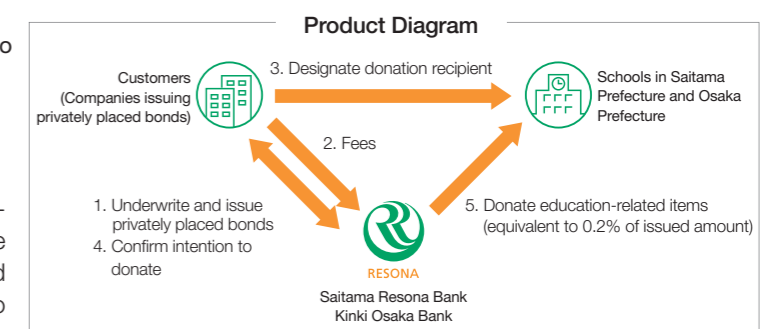 Product Diagram
o
Customers
(Companies issuing
privately placed bonds)
3. Designate donation recipient
Schools in Saitama
Prefecture and Osaka
Prefecture
2. Fees
1. Underwrite and issue
privately placed bonds
4. Confirm intention to
donate
5. Donate education-related items
(equivalent to 0.2% of issued amount)
RESONA
Saitama Resona Bank
Kinki Osaka Bank
-
e
d
o